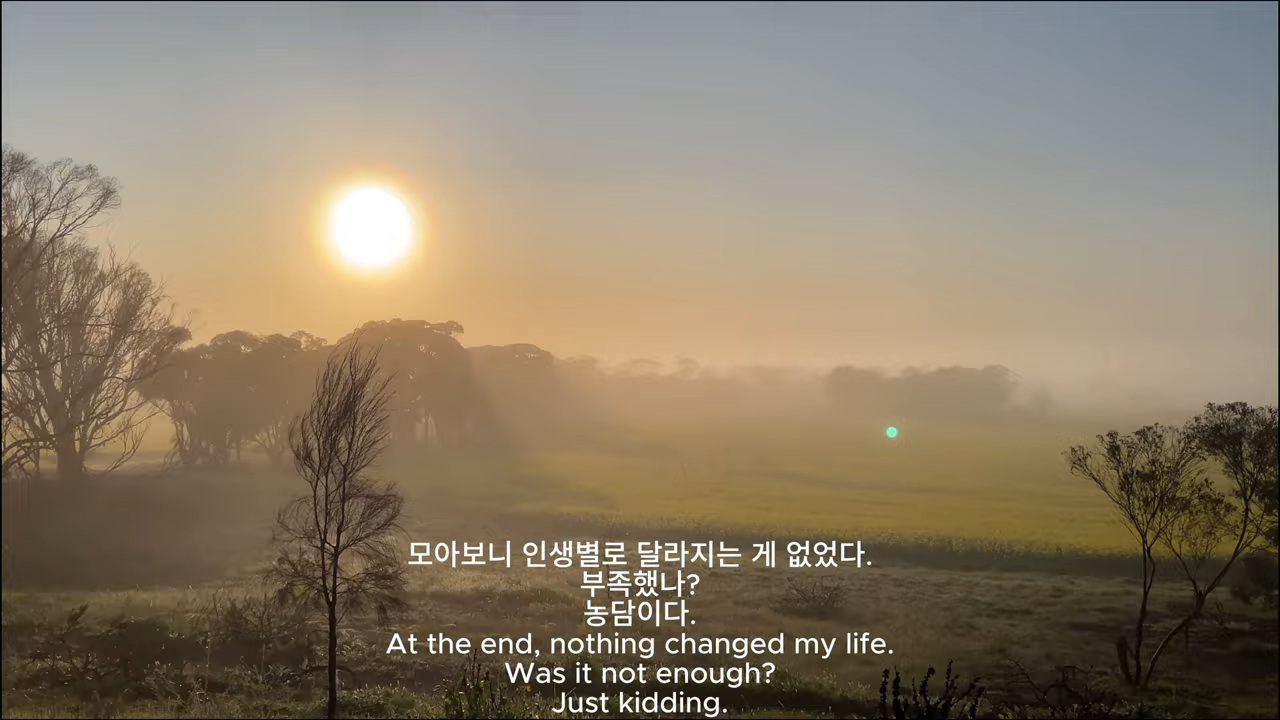 모아보니 인생별로 달라지는 게 없었다.
부족했나?
농담이다.
At the end, nothing changed my life.
Was it not enough?
Just kidding.